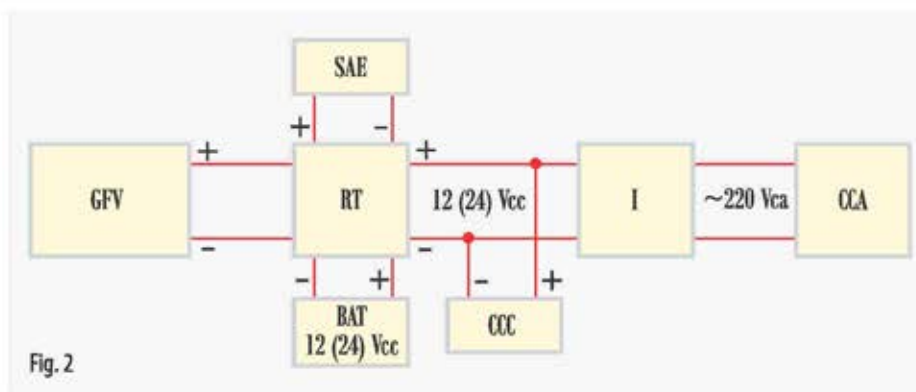 SAE
+ -
GFV
+
-
RT
+
-
12 (24) Vcc
I
~220 Vca
CCA
- +
BAT
12 (24) Vcc
- +
CCC
Fig. 2